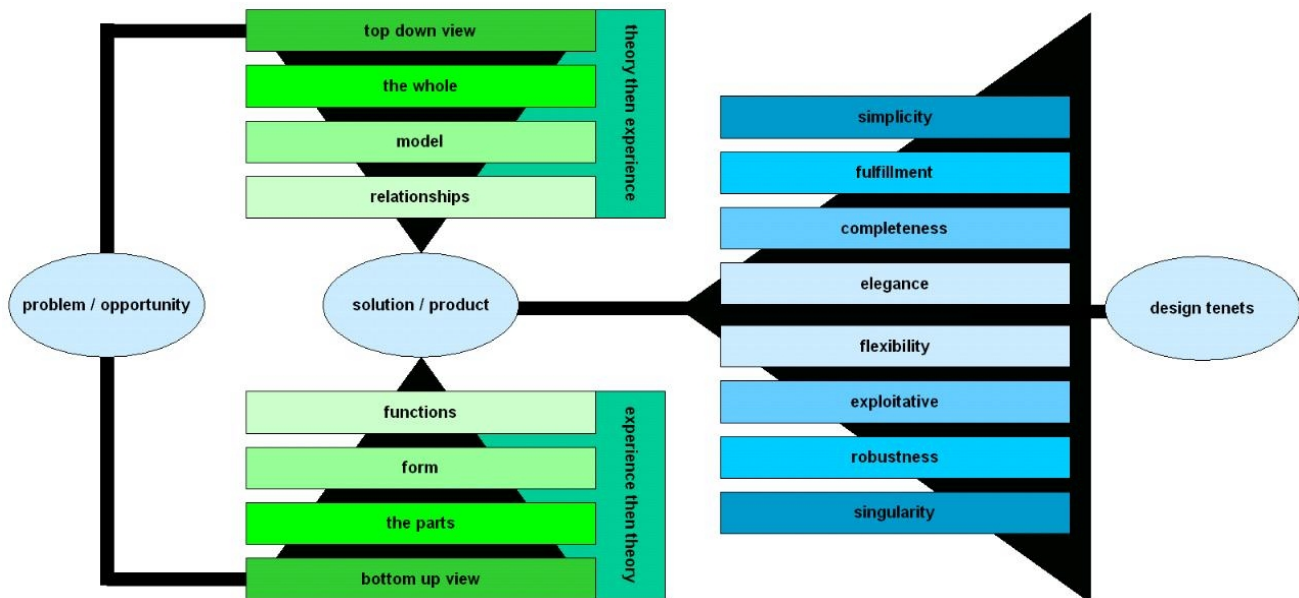 top down view
the whole
model
relationships
theory then experience
problem / opportunity
solution / product
functions
form
the parts
bottom up view
experience then theory
simplicity
fulfillment
completeness
elegance
flexibility
exploitative
robustness
singularity
design tenets